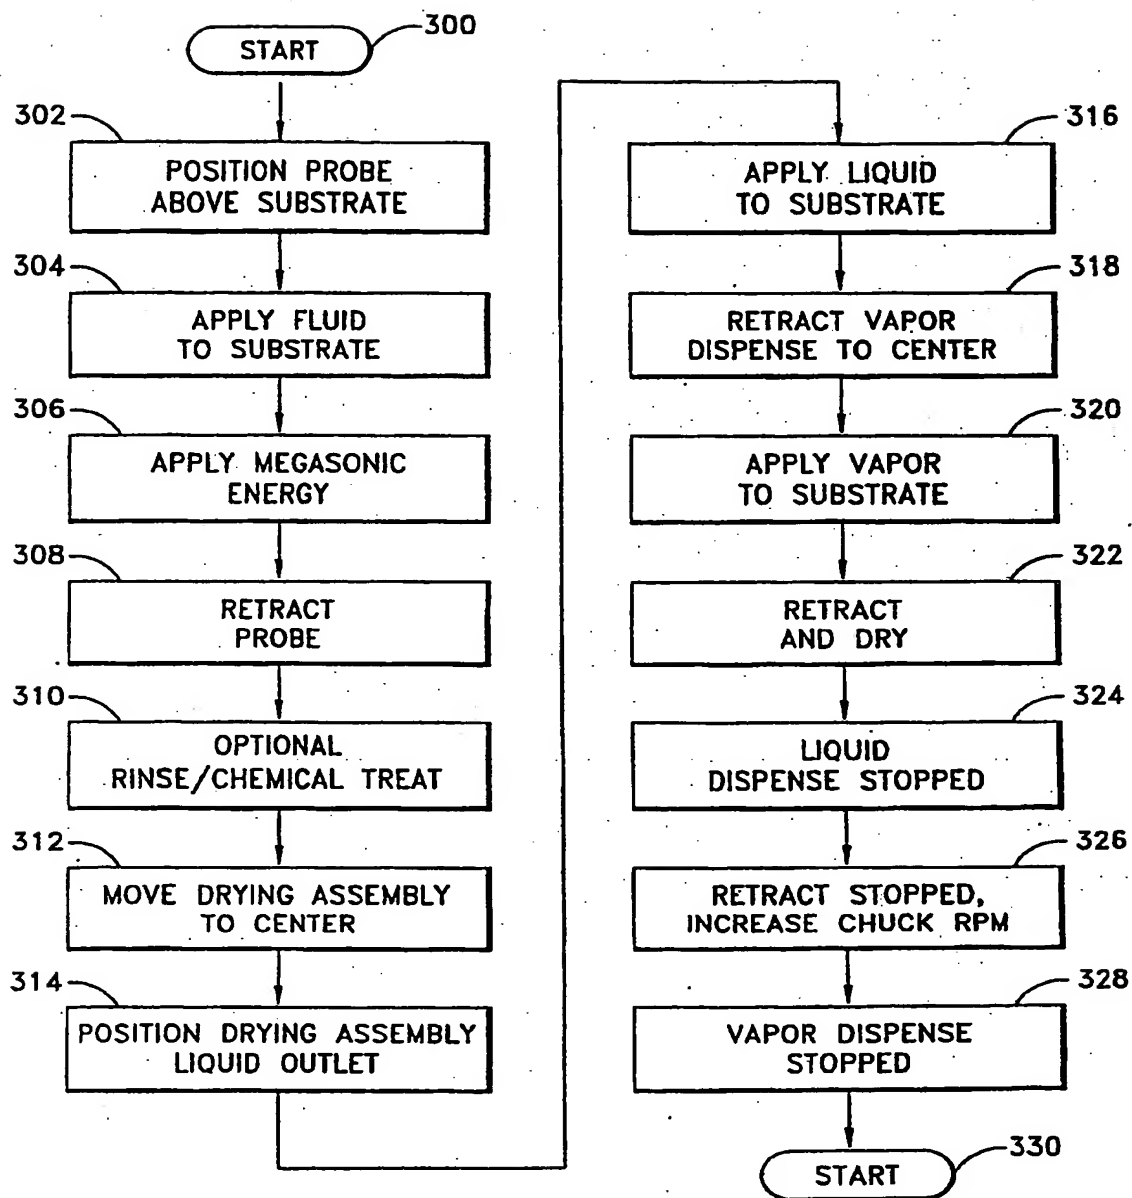 300
START
302
POSITION PROBE
ABOVE SUBSTRATE
304
APPLY FLUID
TO SUBSTRATE
306
APPLY MEGASONIC
ENERGY
308
RETRACT
PROBE
310
OPTIONAL
RINSE/CHEMICAL TREAT
312
MOVE DRYING ASSEMBLY
TO CENTER
314
POSITION DRYING ASSEMBLY
LIQUID OUTLET
316
APPLY LIQUID
TO SUBSTRATE
318
RETRACT VAPOR
DISPENSE TO CENTER
320
APPLY VAPOR
TO SUBSTRATE
322
RETRACT
AND DRY
324
LIQUID
DISPENSE STOPPED
326
RETRACT STOPPED,
INCREASE CHUCK RPM
328
VAPOR DISPENSE
STOPPED
330
START